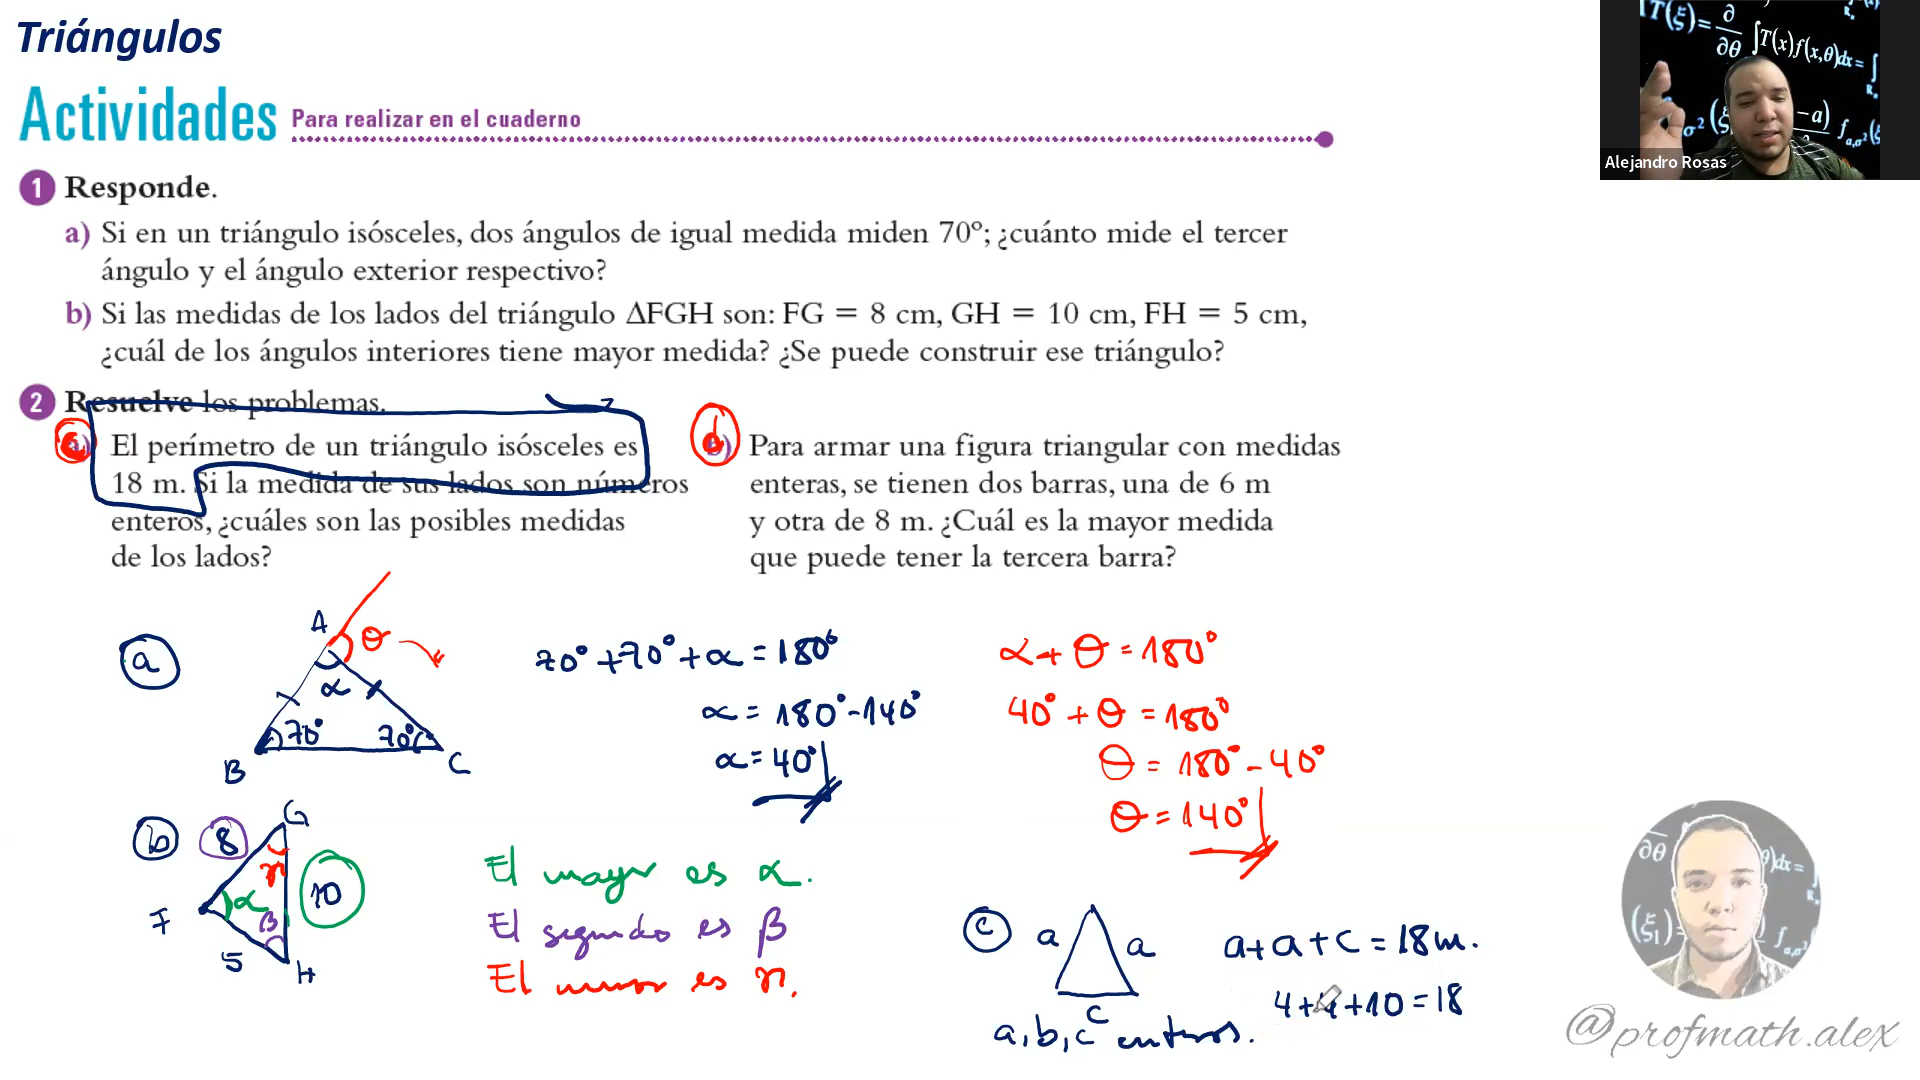 Triángulos
Actividades Para realizar en el cuaderno
1 Responde.
a) Si en un triángulo isósceles, dos ángulos de igual medida miden 70º; ¿cuánto mide el tercer
ángulo y el ángulo exterior respectivo?
b) Si las medidas de los lados del triángulo ΔFGH son: FG = 8 cm, GH = 10 cm, FH = 5 cm,
¿cuál de los ángulos interiores tiene mayor medida? ¿Se puede construir ese triángulo?
2 Resuelve los problemas.
c El perímetro de un triángulo isósceles es
18 m. Si la medida de sus lados son números
enteros, ¿cuáles son las posibles medidas
de los lados?
d Para armar una figura triangular con medidas
enteras, se tienen dos barras, una de 6 m
y otra de 8 m. ¿Cuál es la mayor medida
que puede tener la tercera barra?
a
A
θ
α
70° 70°
B C
70° + 70° + α = 180°
α = 180° - 140°
α = 40°
α + θ = 180°
40° + θ = 180°
θ = 180° - 40°
θ = 140°
b
8
G
10
α
β
F
5
H
El mayor es α.
El segundo es β
El menor es
c
a a
c
a, b, c enteros.
a + a + c = 18 m.
4 + 4 + 10 = 18
Alejandro Rosas
@profmath.alex